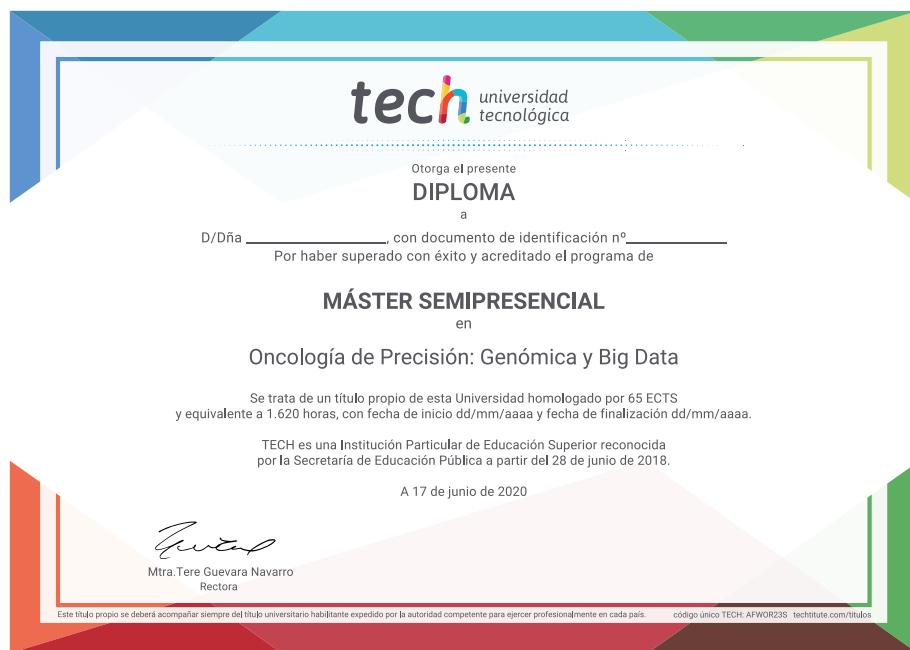 tech universidad
tecnológica
Otorga el presente
DIPLOMA
a
D/Dña ________________, con documento de identificación nº____________
Por haber superado con éxito y acreditado el programa de
MÁSTER SEMIPRESENCIAL
en
Oncología de Precisión: Genómica y Big Data
Se trata de un título propio de esta Universidad homologado por 65 ECTS
y equivalente a 1.620 horas, con fecha de inicio dd/mm/aaaa y fecha de finalización dd/mm/aaaa.
TECH es una Institución Particular de Educación Superior reconocida
por la Secretaría de Educación Pública a partir del 28 de junio de 2018.
A 17 de junio de 2020
Mtra.Tere Guevara Navarro
Rectora
Este título propio se deberá acompañar siempre del título universitario habilitante expedido por la autoridad competente para ejercer profesionalmente en cada país. código único TECH: AFWOR23S techtitute.com/titulos